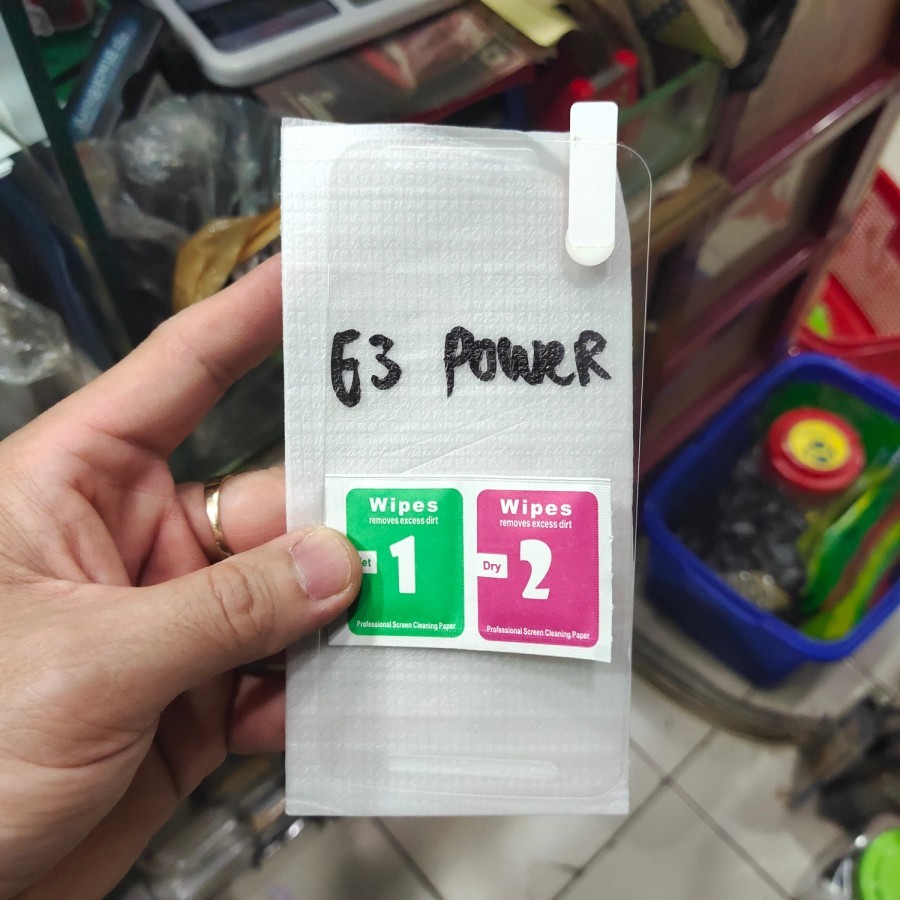 G3 POWER
Wipes
removes excess dirt
1
Professional Screen Cleaning Paper
Wipes
removes excess dirt
Dry
2
Professional Screen Cleaning Paper